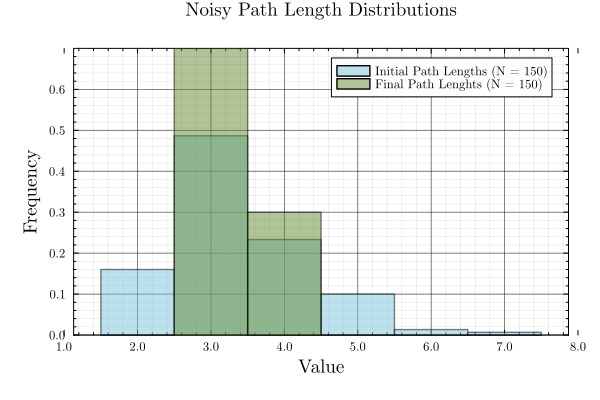 Noisy Path Length Distributions
Initial Path Lengths (N = 150)
Final Path Lenghts (N = 150)
Frequency
0.6
0.5
0.4
0.3
0.2
0.1
0.0
1.0 2.0 3.0 4.0 5.0 6.0 7.0 8.0
Value